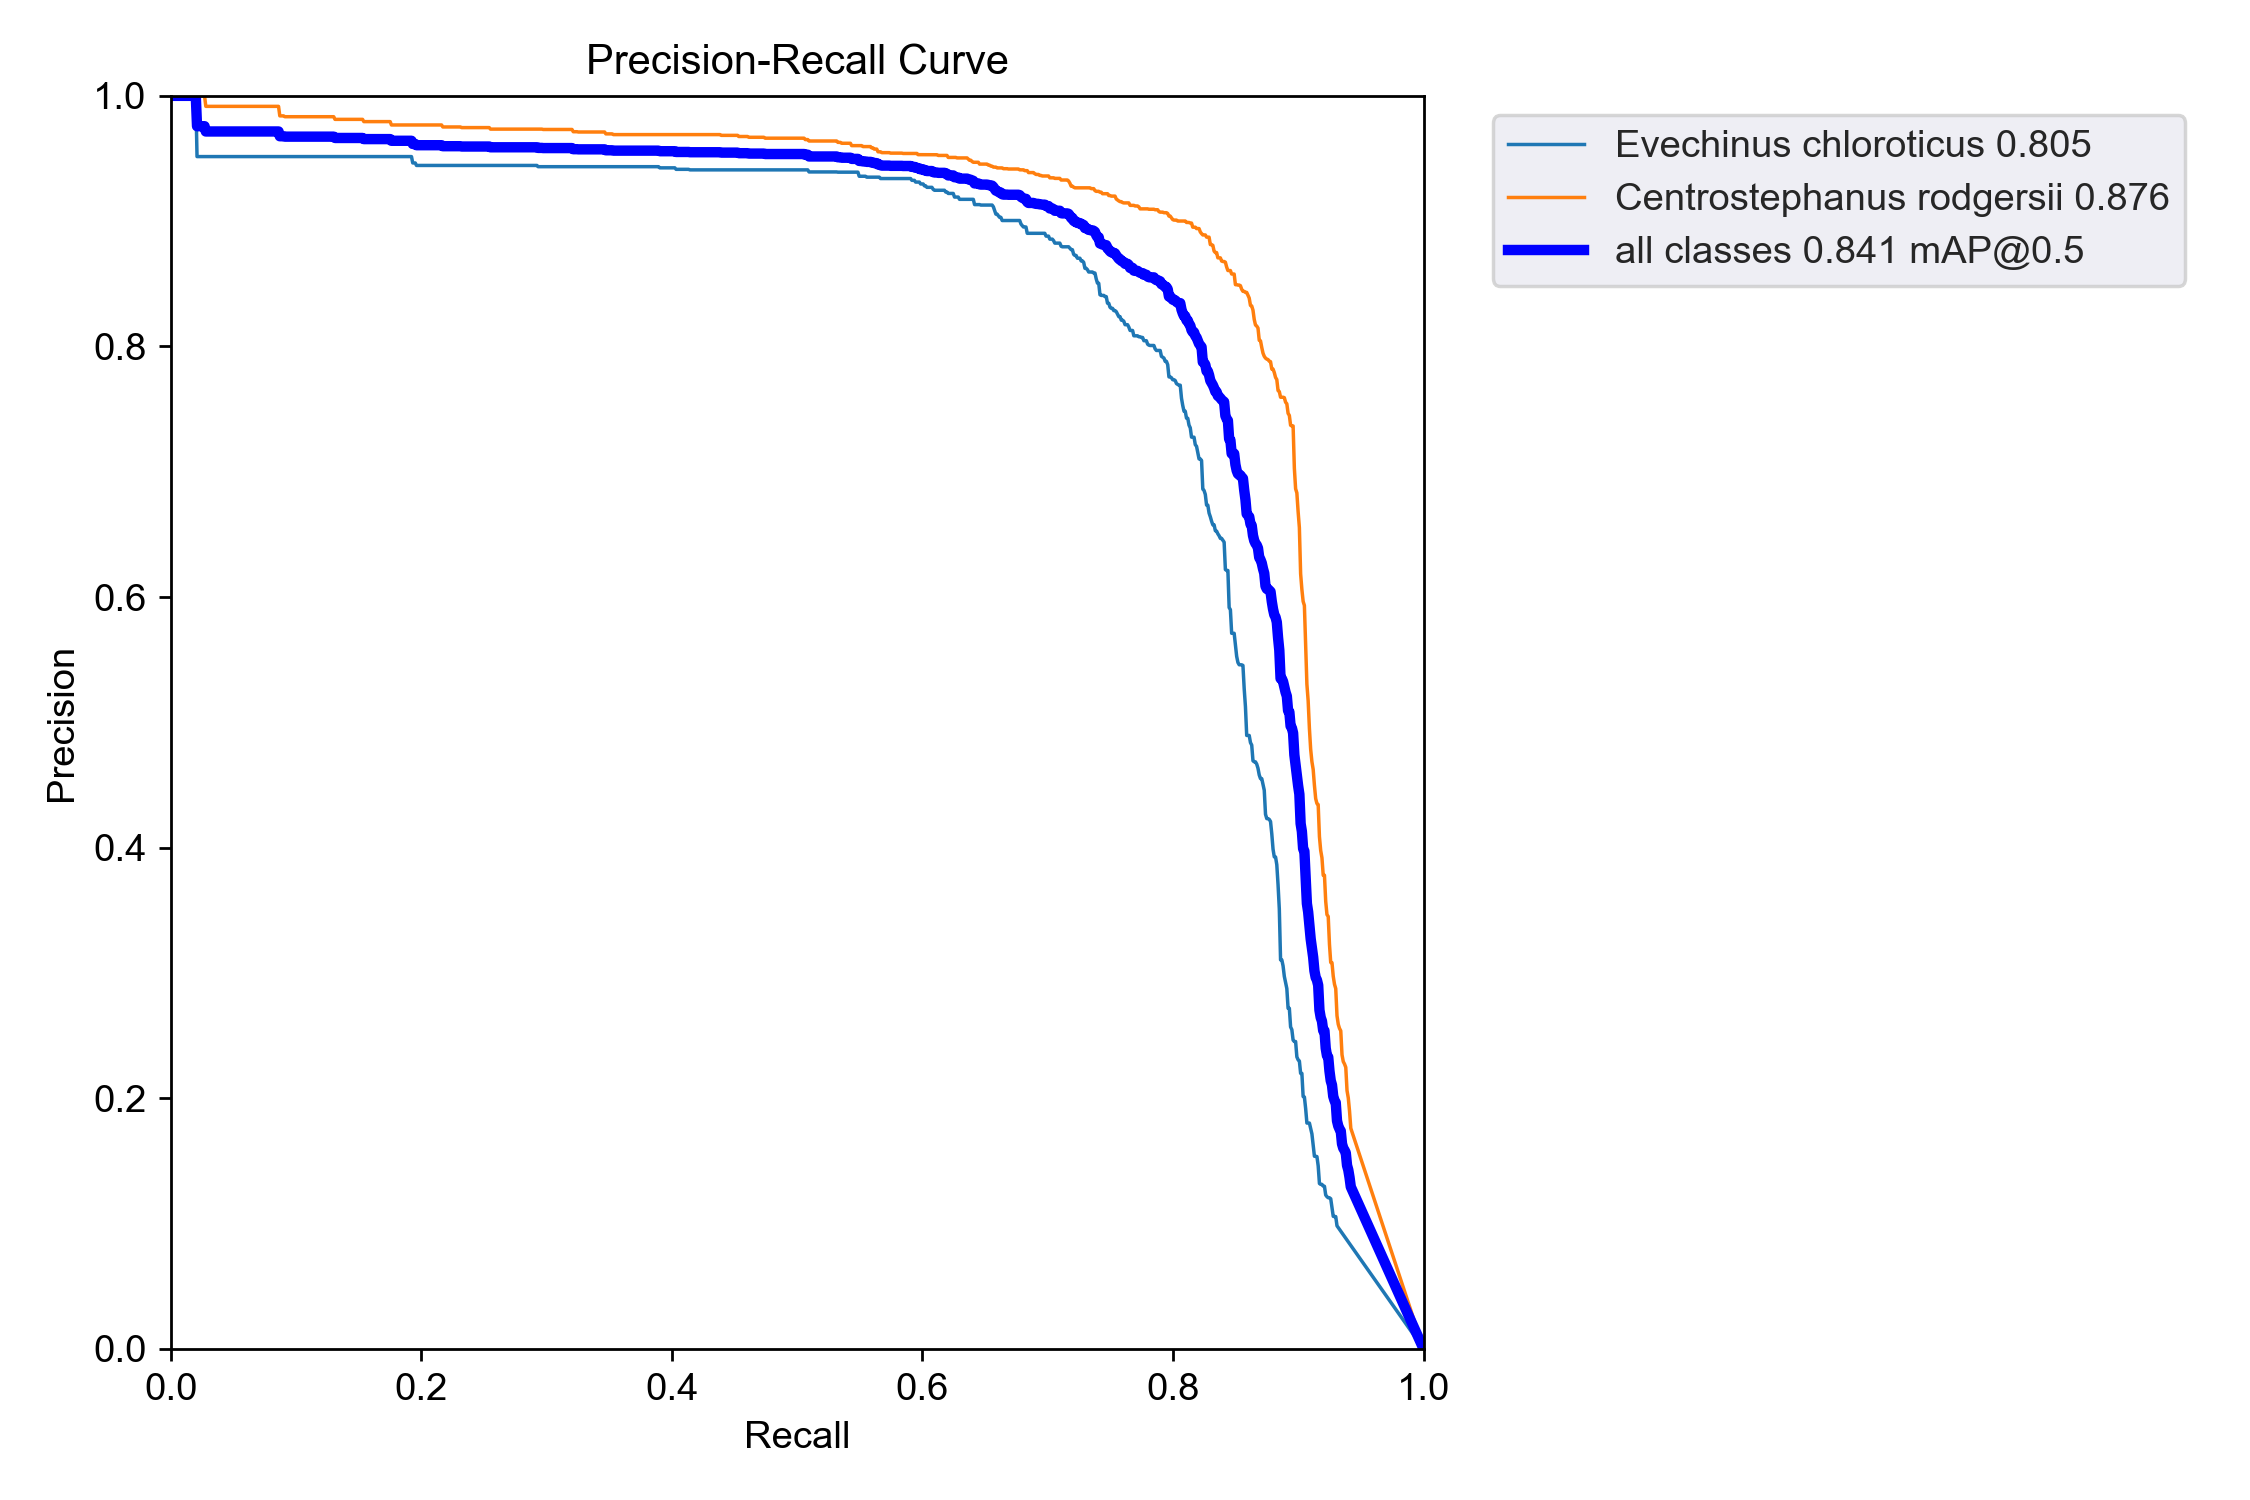 Precision-Recall Curve
1.0
0.8
0.6
0.4
0.2
0.0
Precision
0.0 0.2 0.4 0.6 0.8 1.0
Recall
Evechinus chloroticus 0.805
Centrostephanus rodgersii 0.876
all classes 0.841 mAP@0.5